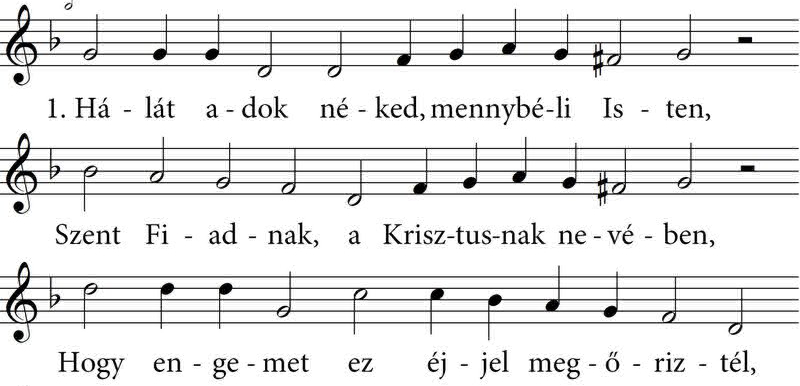 1. Há - lát a - dok né - ked, mennybé-li Is - ten,
Szent Fi - ad - nak, a Krisz-tus-nak ne - vé - ben,
Hogy en - ge - met ez éj - jel meg - ő - riz - tél,